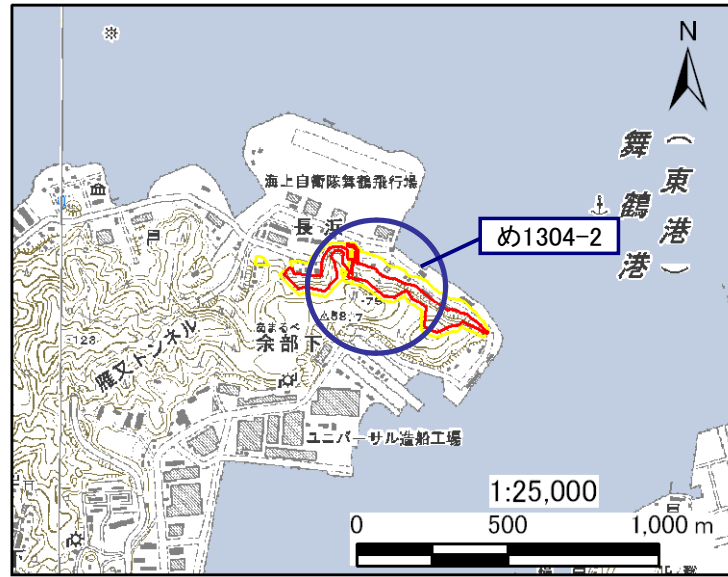 N
舞鶴港
(東港)
海上自衛隊舞鶴飛行場
長浜
め1304-2
75
88.7
あまるべ
余部下
128
雁又トンネル
ユニバーサル造船工場
1:25,000
0 500 1,000 m